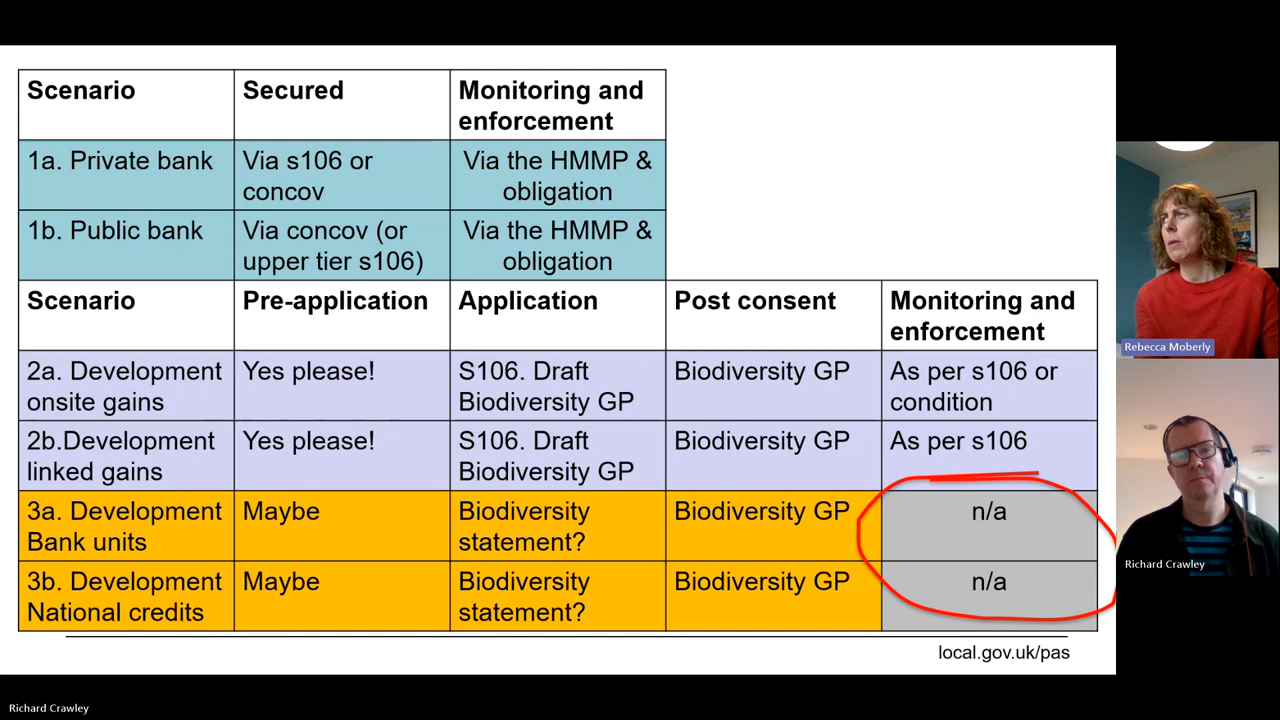 Scenario
Secured
Monitoring and
enforcement
1a. Private bank
Via s106 or
concov
Via the HMMP &
obligation
1b. Public bank
Via concov (or
upper tier s106)
Via the HMMP &
obligation
Scenario
Pre-application
Application
Post consent
Monitoring and
enforcement
2a. Development
onsite gains
Yes please!
S106. Draft
Biodiversity GP
Biodiversity GP
As per s106 or
condition
2b.Development
linked gains
Yes please!
S106. Draft
Biodiversity GP
Biodiversity GP
As per s106
3a. Development
Bank units
Maybe
Biodiversity
statement?
Biodiversity GP
n/a
3b. Development
National credits
Maybe
Biodiversity
statement?
Biodiversity GP
n/a
local.gov.uk/pas
Rebecca Moberly
Richard Crawley
Richard Crawley